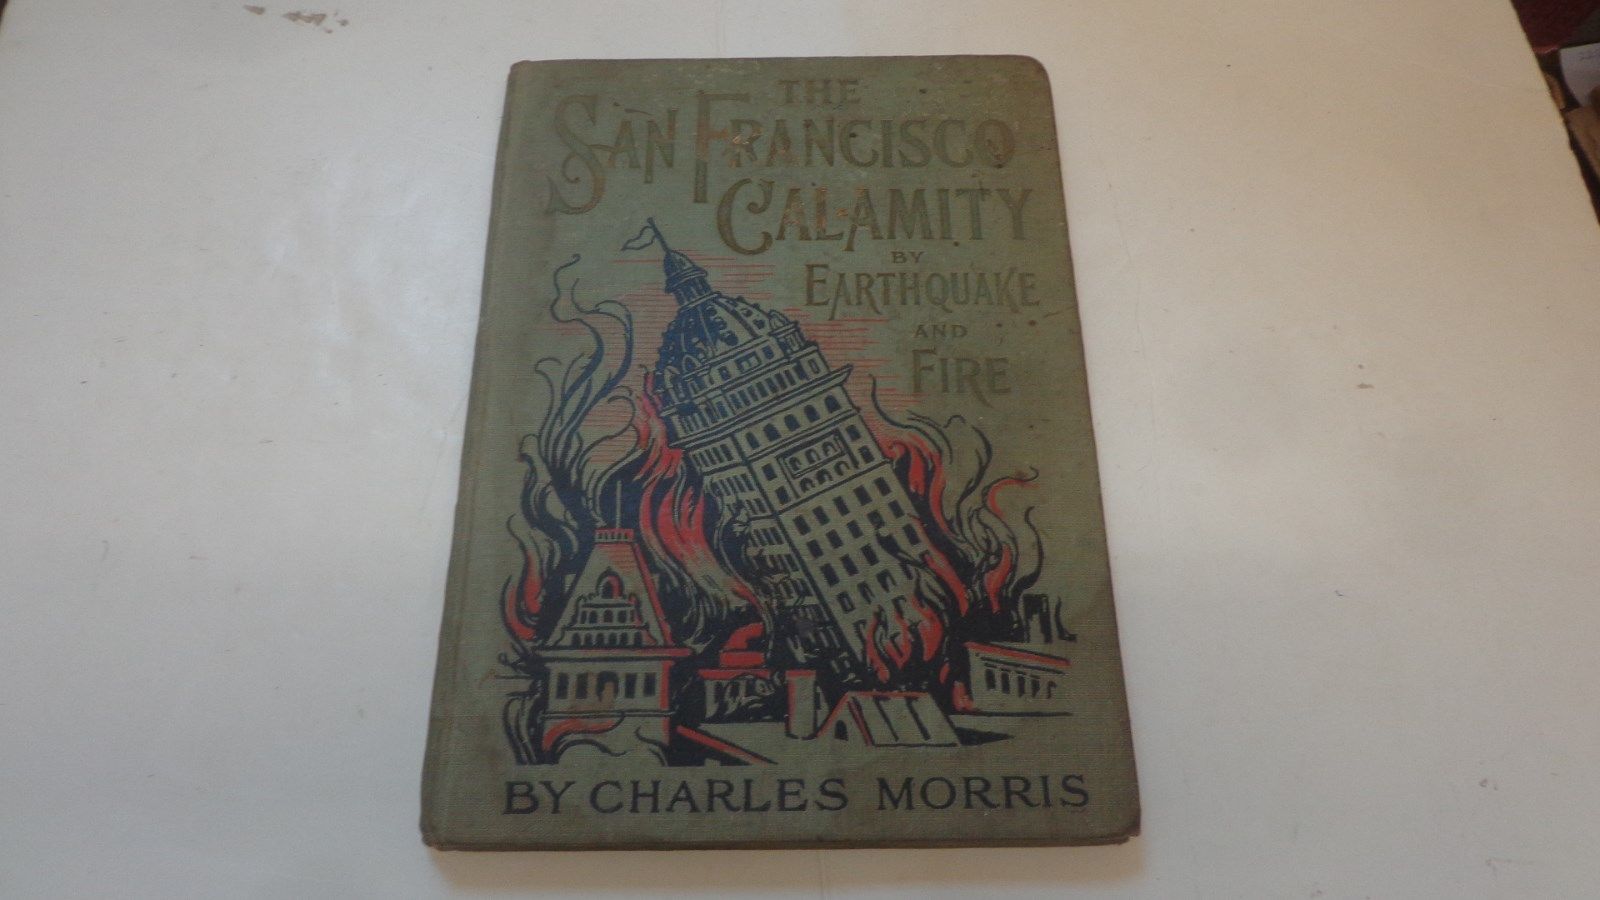 THE
SAN FRANCISCO
CALAMITY
BY
EARTHQUAKE
AND
FIRE
BY CHARLES MORRIS